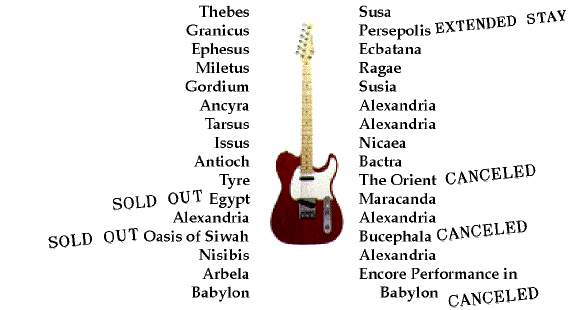 Thebes
Granicus
Ephesus
Miletus
Gordium
Ancyra
Tarsus
Issus
Antioch
Tyre
SOLD OUT Egypt
Alexandria
SOLD OUT Oasis of Siwah
Nisibis
Arbela
Babylon
Susa
Persepolis EXTENDED STAY
Ecbatana
Ragae
Susia
Alexandria
Alexandria
Nicaea
Bactra
The Orient CANCELED
Maracanda
Alexandria
Bucephala CANCELED
Alexandria
Encore Performance in
Babylon CANCELED